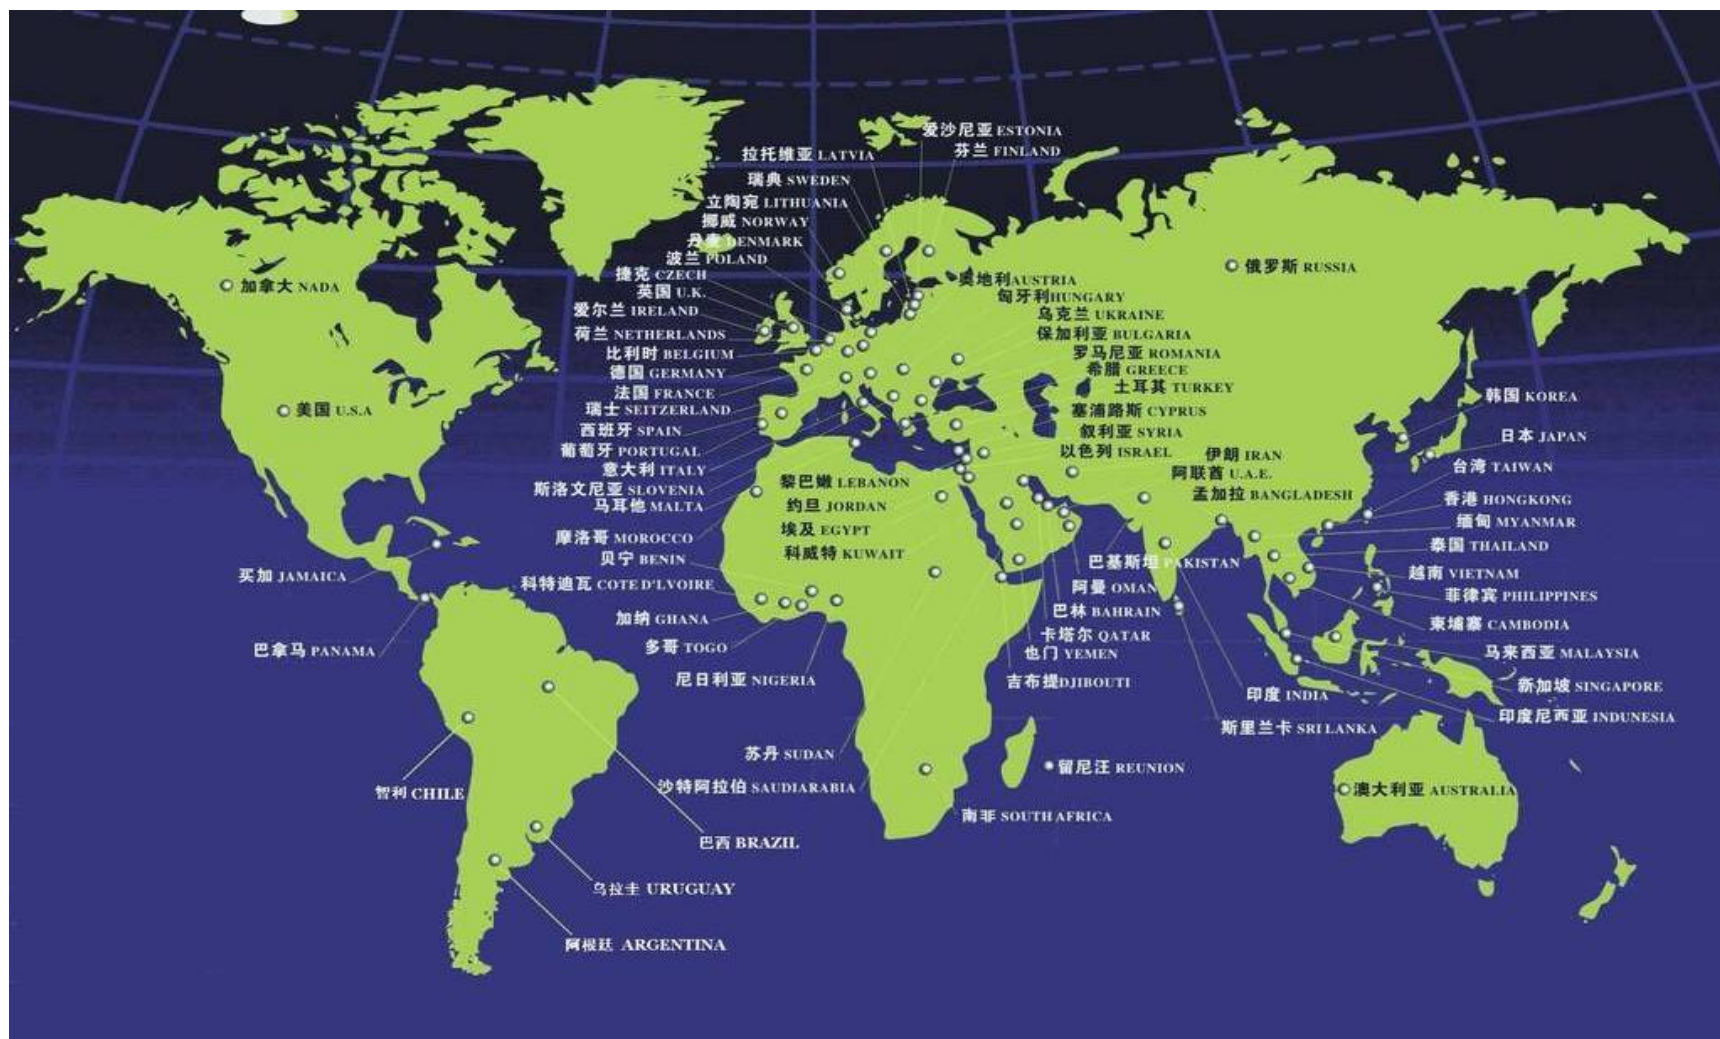 爱沙尼亚 ESTONIA
芬兰 FINLAND
拉托维亚 LATVIA
瑞典 SWEDEN
立陶宛 LITHUANIA
挪威 NORWAY
丹麦 DENMARK
波兰 POLAND
捷克 CZECH
英国 U.K.
爱尔兰 IRELAND
荷兰 NETHERLANDS
比利时 BELGIUM
德国 GERMANY
法国 FRANCE
瑞士 SEITZERLAND
西班牙 SPAIN
葡萄牙 PORTUGAL
意大利 ITALY
斯洛文尼亚 SLOVENIA
马耳他 MALTA
摩洛哥 MOROCCO
贝宁 BENIN
科特迪瓦 COTE D'LVOIRE
加纳 GHANA
多哥 TOGO
尼日利亚 NIGERIA
奥地利AUSTRIA
匈牙利HUNGARY
乌克兰 UKRAINE
保加利亚 BULGARIA
罗马尼亚 ROMANIA
希腊 GREECE
土耳其 TURKEY
塞浦路斯 CYPRUS
叙利亚 SYRIA
以色列 ISRAEL
伊朗 IRAN
阿联酋 U.A.E.
孟加拉 BANGLADESH
黎巴嫩 LEBANON
约旦 JORDAN
埃及 EGYPT
科威特 KUWAIT
俄罗斯 RUSSIA
加拿大 NADA
美国 U.S.A
买加 JAMAICA
巴拿马 PANAMA
韩国 KOREA
日本 JAPAN
台湾 TAIWAN
香港 HONGKONG
缅甸 MYANMAR
泰国 THAILAND
越南 VIETNAM
菲律宾 PHILIPPINES
柬埔寨 CAMBODIA
马来西亚 MALAYSIA
新加坡 SINGAPORE
印度尼西亚 INDUNESIA
巴基斯坦 PAKISTAN
阿曼 OMAN
巴林 BAHRAIN
卡塔尔 QATAR
也门 YEMEN
吉布提DJIBOUTI
印度 INDIA
斯里兰卡 SRI LANKA
苏丹 SUDAN
沙特阿拉伯 SAUDIARABIA
留尼汪 REUNION
南非 SOUTH AFRICA
澳大利亚 AUSTRALIA
智利 CHILE
巴西 BRAZIL
乌拉圭 URUGUAY
阿根廷 ARGENTINA